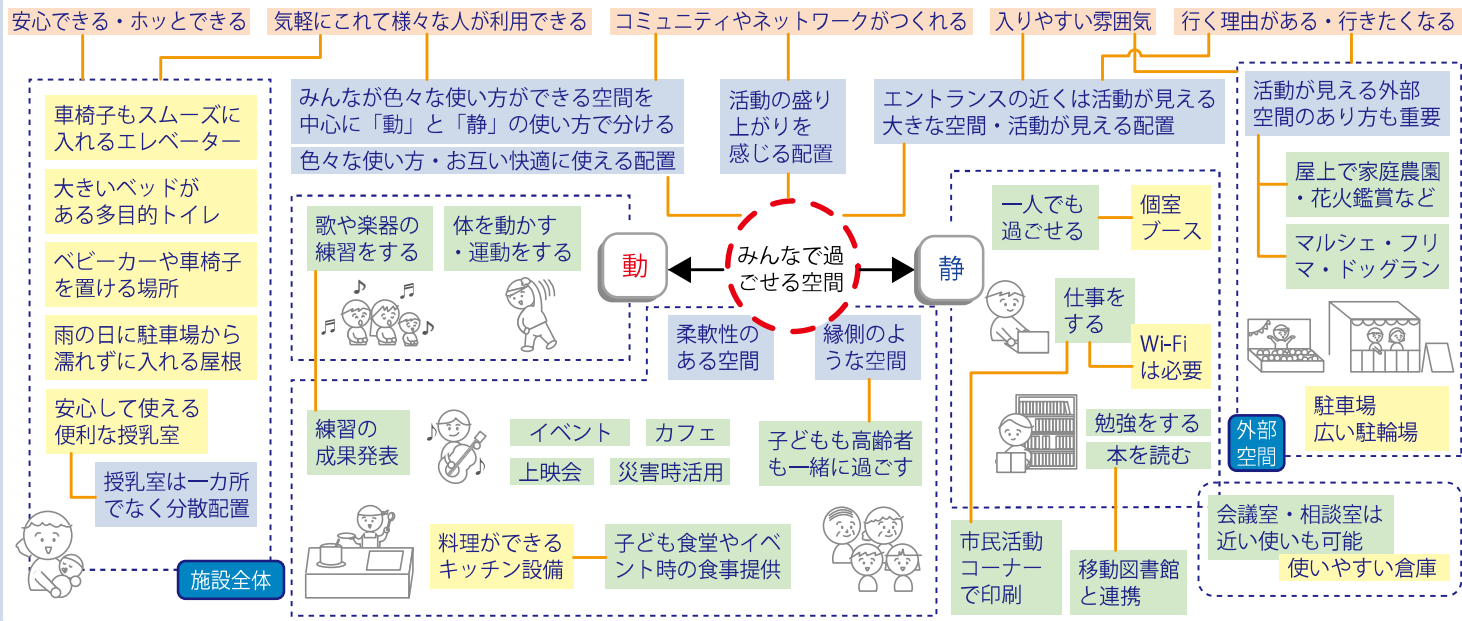 安心できる・ホッとできる
気軽にこれて様々な人が利用できる
コミュニティやネットワークがつくれる
入りやすい雰囲気
行く理由がある・行きたくなる
車椅子もスムーズに
入れるエレベーター
大きいベッドが
ある多目的トイレ
ベビーカーや車椅子
を置ける場所
雨の日に駐車場から
濡れずに入れる屋根
安心して使える
便利な授乳室
授乳室は一カ所
でなく分散配置
施設全体
みんなが色々な使い方ができる空間を
中心に「動」と「静」の使い方で分ける
色々な使い方・お互い快適に使える配置
活動の盛り
上がりを
感じる配置
エントランスの近くは活動が見える
大きな空間・活動が見える配置
歌や楽器の
練習をする
体を動かす
・運動をする
動
みんなで過
ごせる空間
静
柔軟性の
ある空間
縁側のよ
うな空間
練習の
成果発表
イベント
カフェ
上映会
災害時活用
子どもも高齢者
も一緒に過ごす
料理ができる
キッチン設備
子ども食堂やイベ
ント時の食事提供
一人でも
過ごせる
個室
ブース
仕事を
する
Wi-Fi
は必要
勉強をする
本を読む
市民活動
コーナー
で印刷
移動図書館
と連携
活動が見える外部
空間のあり方も重要
屋上で家庭農園
・花火鑑賞など
マルシェ・フリ
マ・ドッグラン
駐車場
広い駐輪場
外部
空間
会議室・相談室は
近い使いも可能
使いやすい倉庫